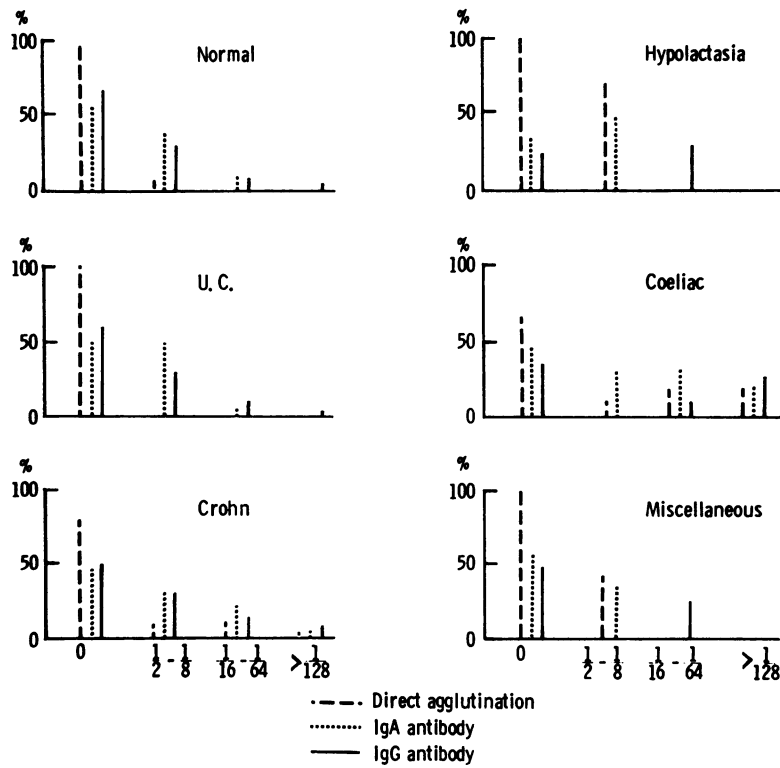 %
100
50
0
Normal
%
100
50
0
Hypolactasia
%
100
50
0
U. C.
%
100
50
0
Coeliac
%
100
50
0
Crohn
0
1/2 - 1/8
1/16 - 1/64
> 1/128
%
100
50
0
Miscellaneous
0
1/2 - 1/8
1/16 - 1/64
> 1/128
Direct agglutination
IgA antibody
IgG antibody